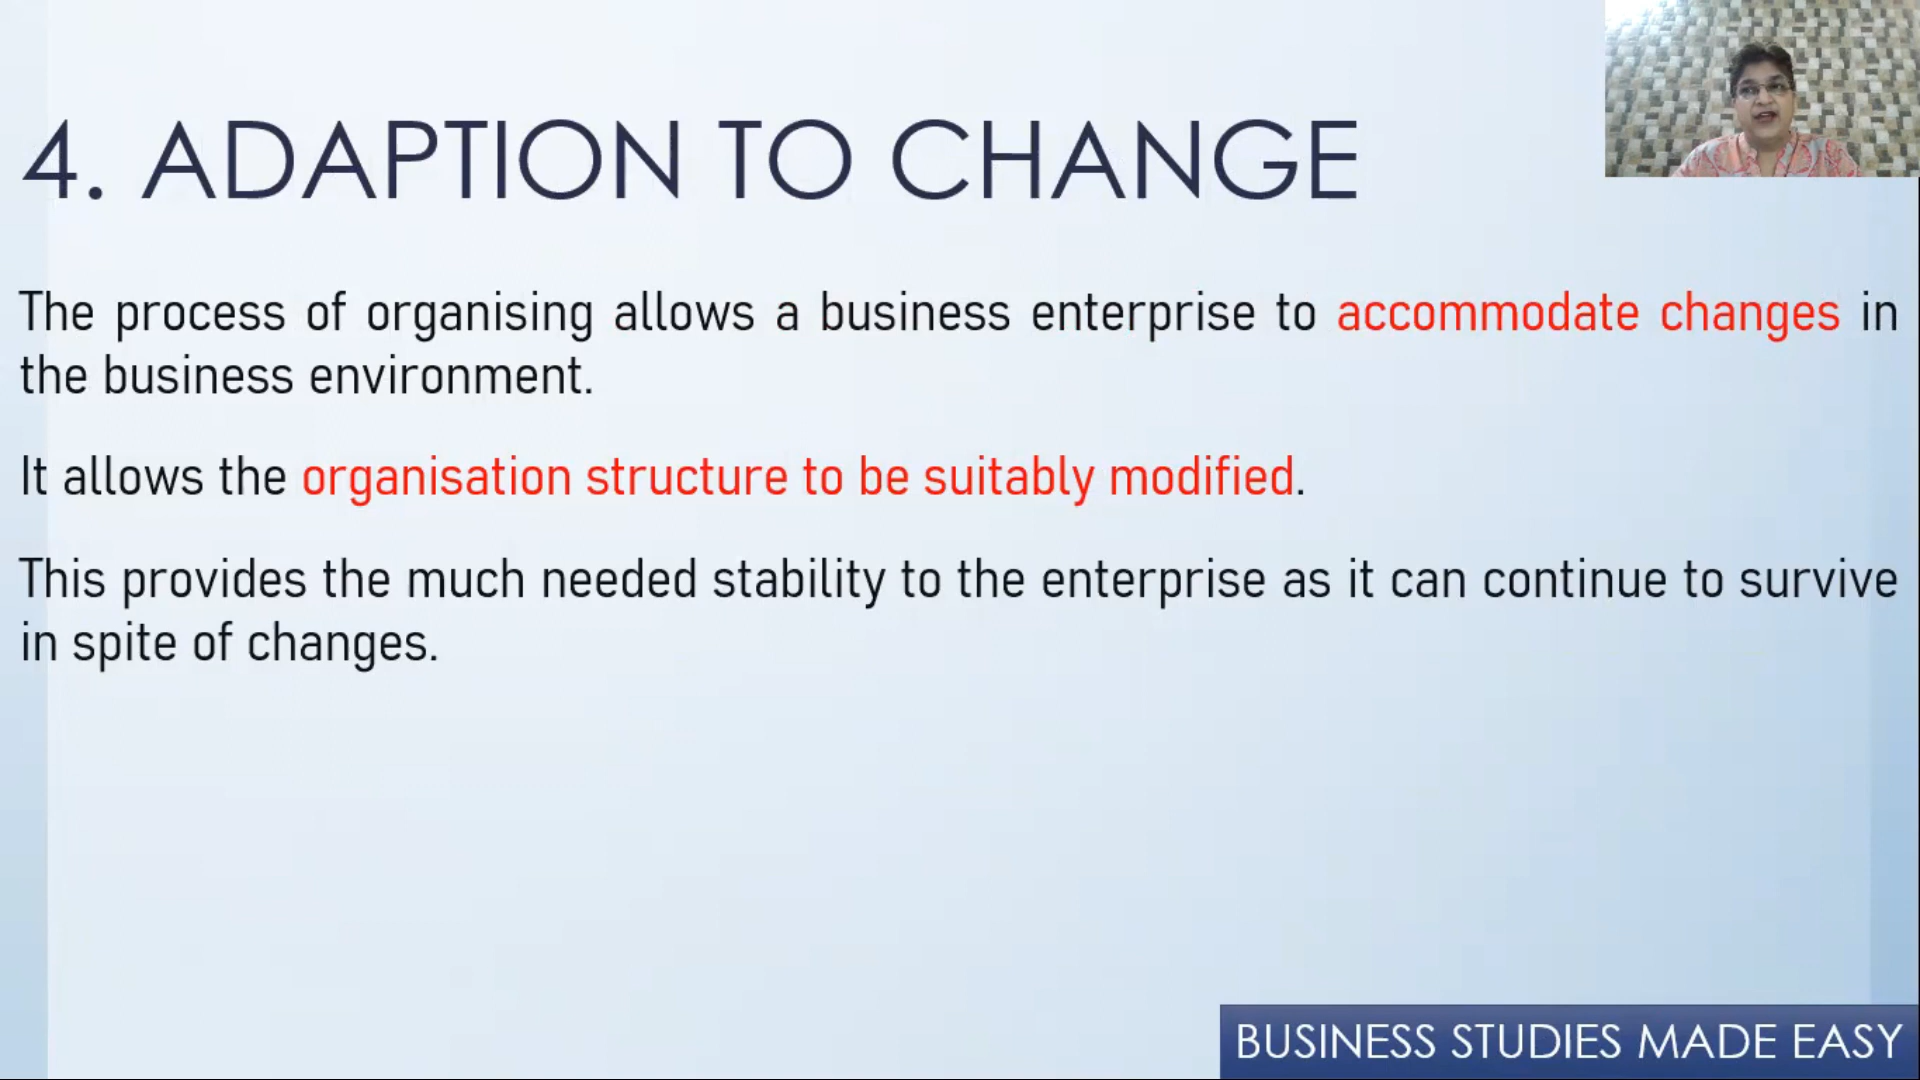 4. ADAPTION TO CHANGE
The process of organising allows a business enterprise to accommodate changes in
the business environment.
It allows the organisation structure to be suitably modified.
This provides the much needed stability to the enterprise as it can continue to survive
in spite of changes.
BUSINESS STUDIES MADE EASY